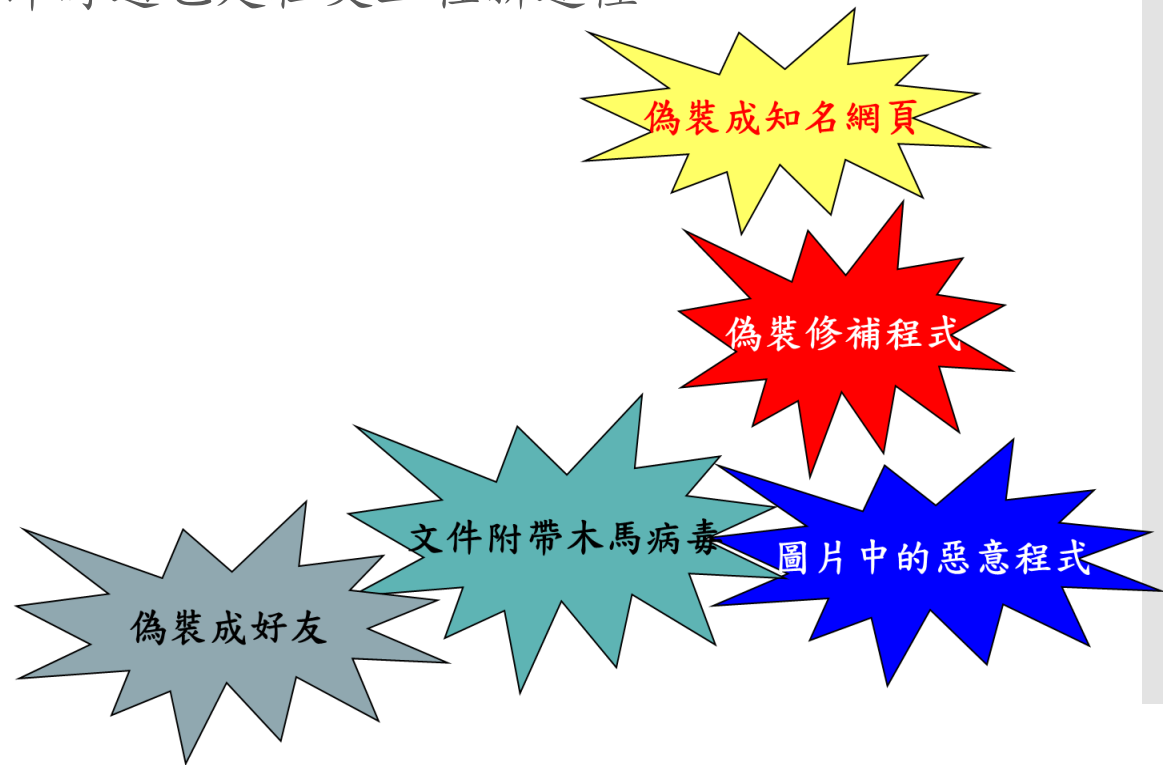 偽裝成知名網頁
偽裝修補程式
文件附帶木馬病毒
圖片中的惡意程式
偽裝成好友